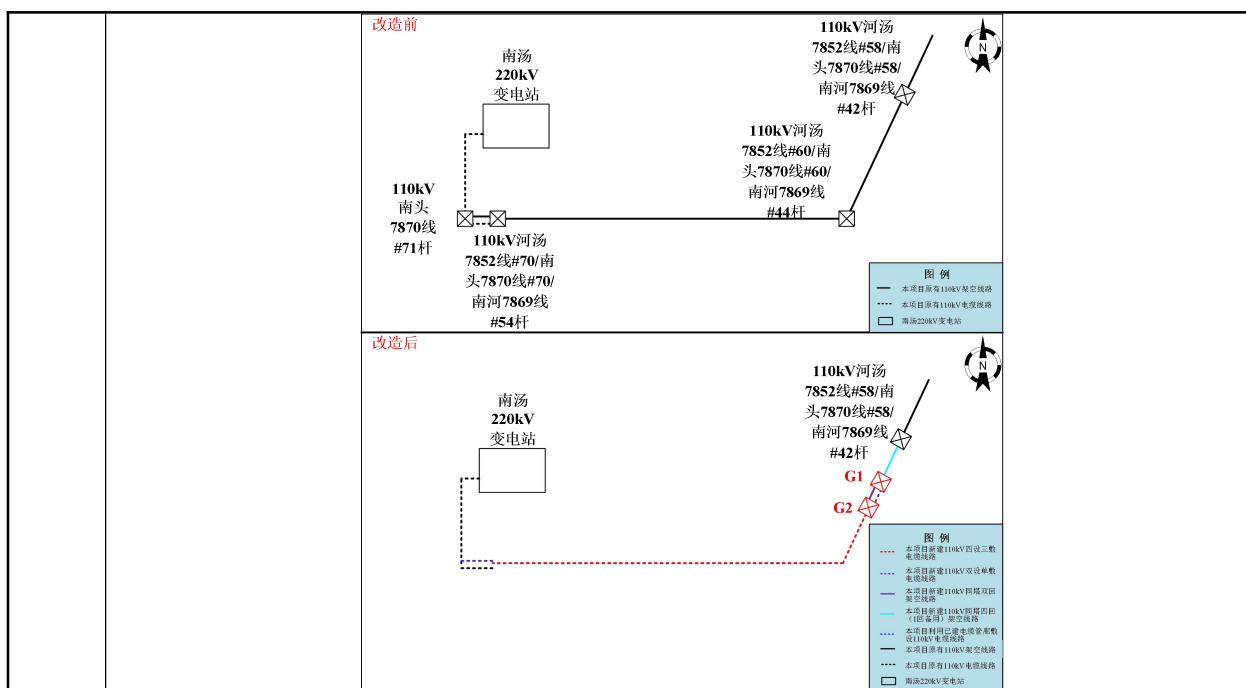 改造前
110kV河汤
7852线#58/南
头7870线#58/
南河7869线
#42杆
N
南汤
220kV
变电站
110kV河汤
7852线#60/南
头7870线#60/
南河7869线
#44杆
110kV
南头
7870线
#71杆
110kV河汤
7852线#70/南
头7870线#70/
南河7869线
#54杆
图 例
本项目原有110kV架空线路
本项目原有110kV电缆线路
南汤220kV变电站
改造后
110kV河汤
7852线#58/南
头7870线#58/
南河7869线
#42杆
N
南汤
220kV
变电站
G1
G2
图 例
本项目新建110kV四设三敷
电缆线路
本项目新建110kV双设单敷
电缆线路
本项目新建110kV同塔双回
架空线路
本项目新建110kV同塔四回
（1回备用）架空线路
本项目利用已建电缆管廊敷
设110kV电缆线路
本项目原有110kV架空线路
本项目原有110kV电缆线路
南汤220kV变电站